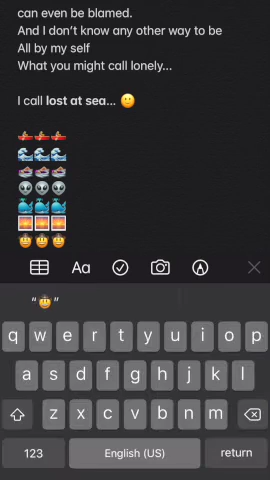 can even be blamed.
And I don't know any other way to be
All by my self
What you might call lonely...
I call lost at sea... 🙂
🚣🚣🚣
🌊🌊🌊
🚤🚤🚤
👽👽👽
🐳🐳🐳
🌅🌅🌅
🤠🤠🤠
Aa
"🤠"
q w e r t y u i o p
a s d f g h j k l
z x c v b n m
123 English (US) return